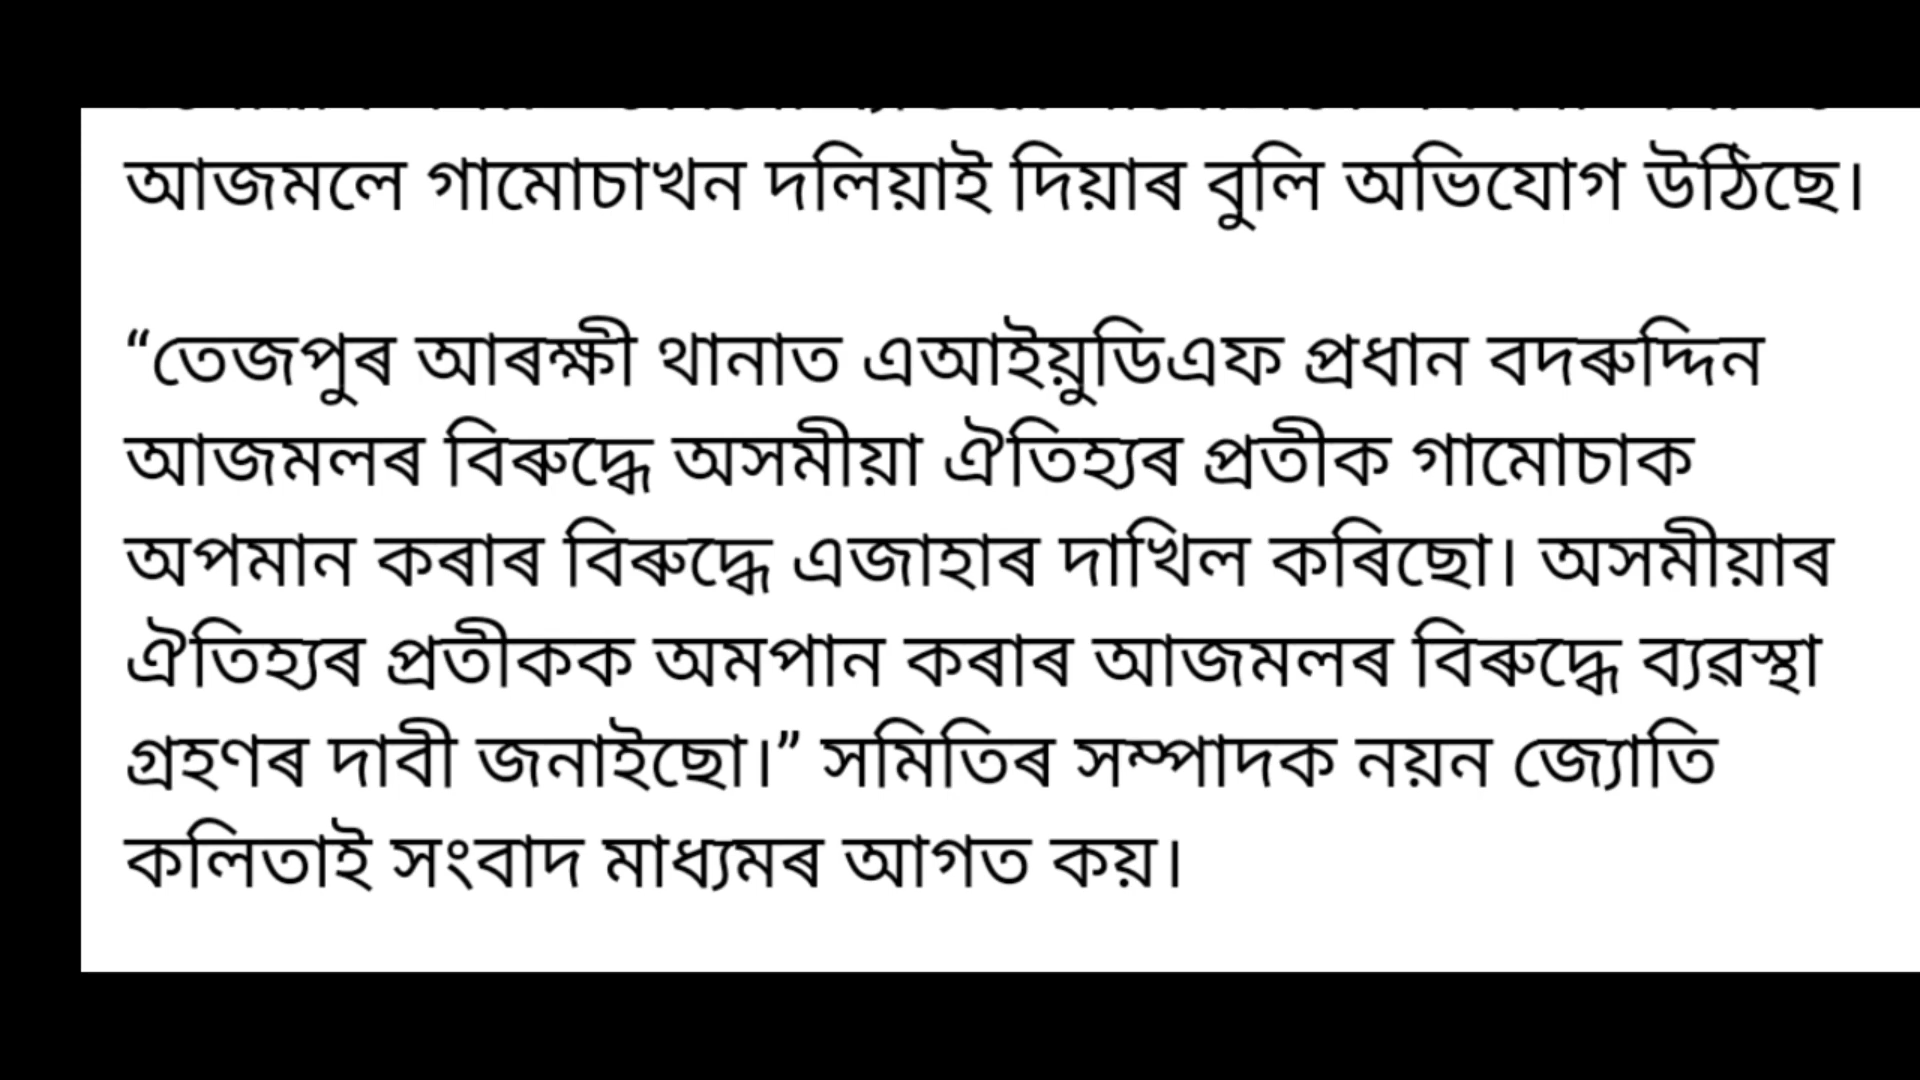 আজমলে গামোচাখন দলিয়াই দিয়াৰ বুলি অভিযোগ উঠিছে।
“তেজপুৰ আৰক্ষী থানাত এআইয়ুডিএফ প্ৰধান বদৰুদ্দিন
আজমলৰ বিৰুদ্ধে অসমীয়া ঐতিহ্যৰ প্ৰতীক গামোচাক
অপমান কৰাৰ বিৰুদ্ধে এজাহাৰ দাখিল কৰিছো। অসমীয়াৰ
ঐতিহ্যৰ প্ৰতীকক অমপান কৰাৰ আজমলৰ বিৰুদ্ধে ব্যৱস্থা
গ্ৰহণৰ দাবী জনাইছো।” সমিতিৰ সম্পাদক নয়ন জ্যোতি
কলিতাই সংবাদ মাধ্যমৰ আগত কয়।